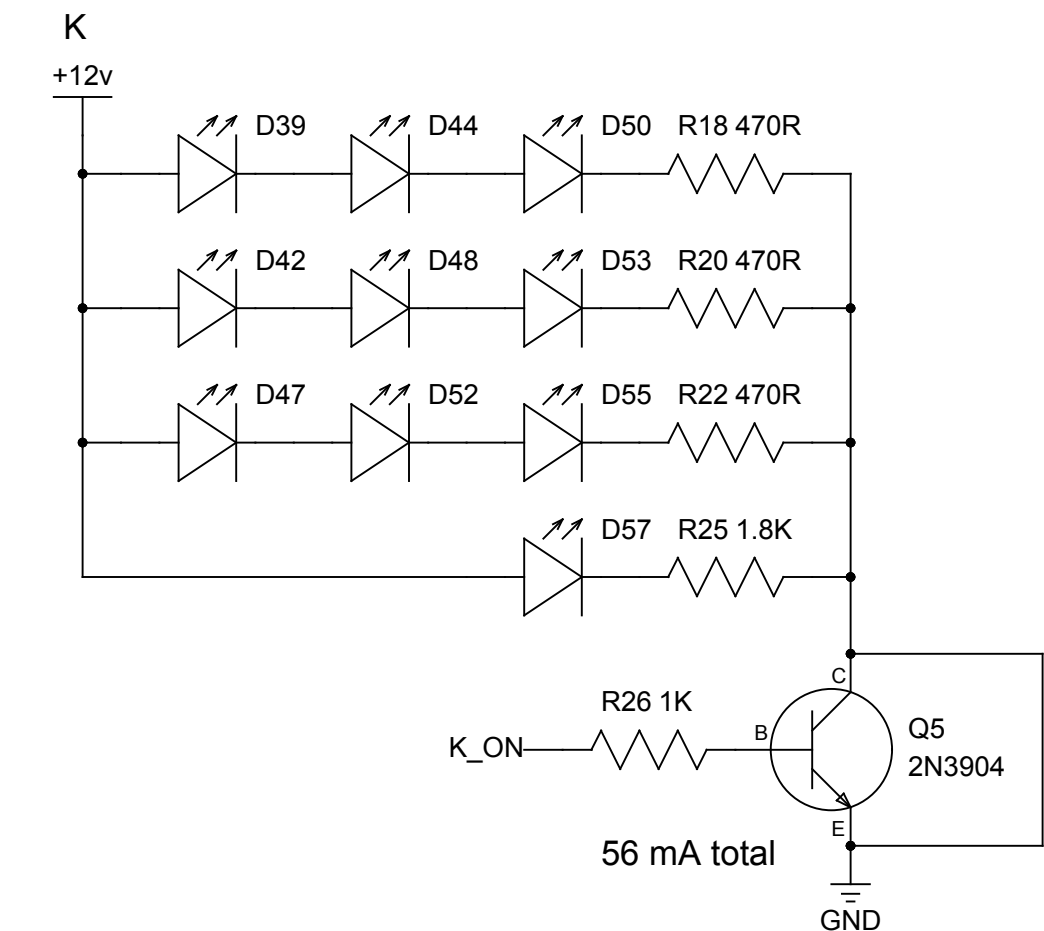 K
+12v
D39 D44 D50 R18 470R
D42 D48 D53 R20 470R
D47 D52 D55 R22 470R
D57 R25 1.8K
C
R26 1K
B
Q5
K_ON
2N3904
E
56 mA total
GND